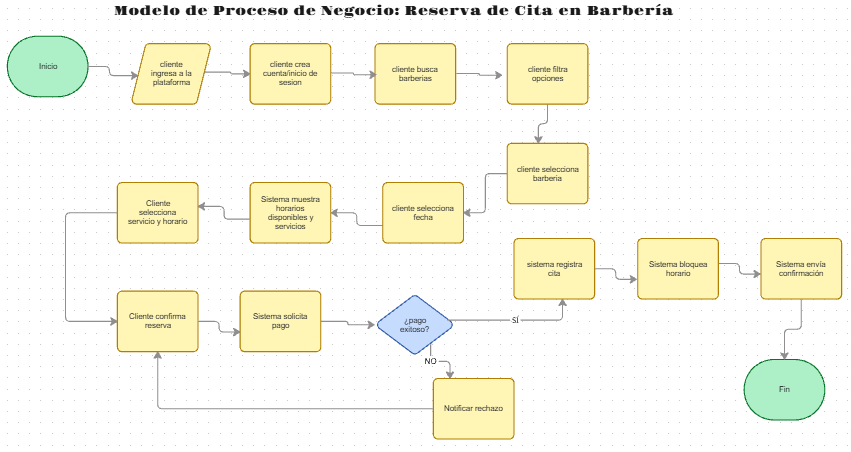 Modelo de Proceso de Negocio: Reserva de Cita en Barbería
Inicio
cliente
ingresa a la
plataforma
cliente crea
cuenta/inicio de
sesion
cliente busca
barberias
cliente filtra
opciones
cliente selecciona
barberia
cliente selecciona
fecha
Sistema muestra
horarios
disponibles y
servicios
Cliente
selecciona
servicio y horario
Cliente confirma
reserva
Sistema solicita
pago
¿pago
exitoso?
SÍ
NO
Notificar rechazo
sistema registra
cita
Sistema bloquea
horario
Sistema envía
confirmación
Fin